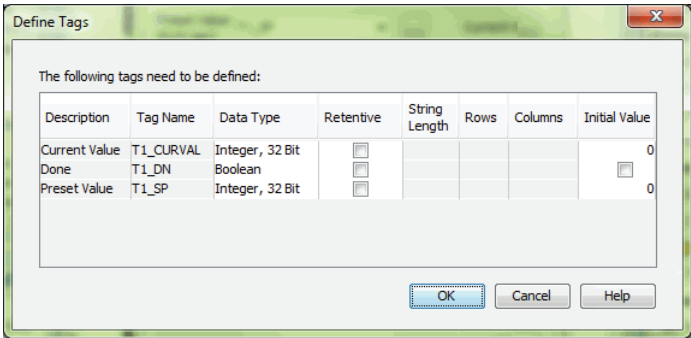 Define Tags
The following tags need to be defined:
Description Tag Name Data Type Retentive String Length Rows Columns Initial Value
Current Value T1_CURVAL Integer, 32 Bit 0
Done T1_DN Boolean
Preset Value T1_SP Integer, 32 Bit 0
OK Cancel Help